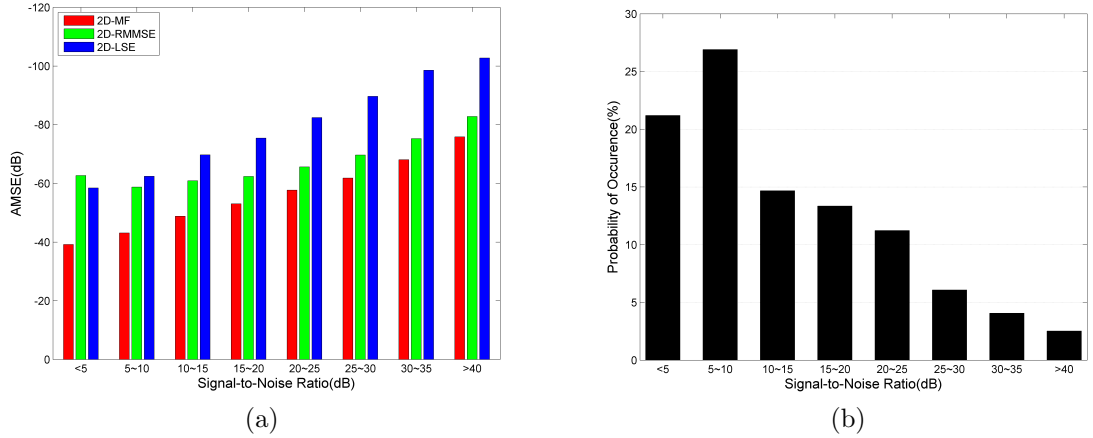 -120
-100
-80
-60
-40
-20
0
AMSE(dB)
2D-MF
2D-RMMSE
2D-LSE
<5 5~10 10~15 15~20 20~25 25~30 30~35 >40
Signal-to-Noise Ratio(dB)
(a)
30
25
20
15
10
5
0
Probability of Occurence(%)
<5 5~10 10~15 15~20 20~25 25~30 30~35 >40
Signal-to-Noise Ratio(dB)
(b)